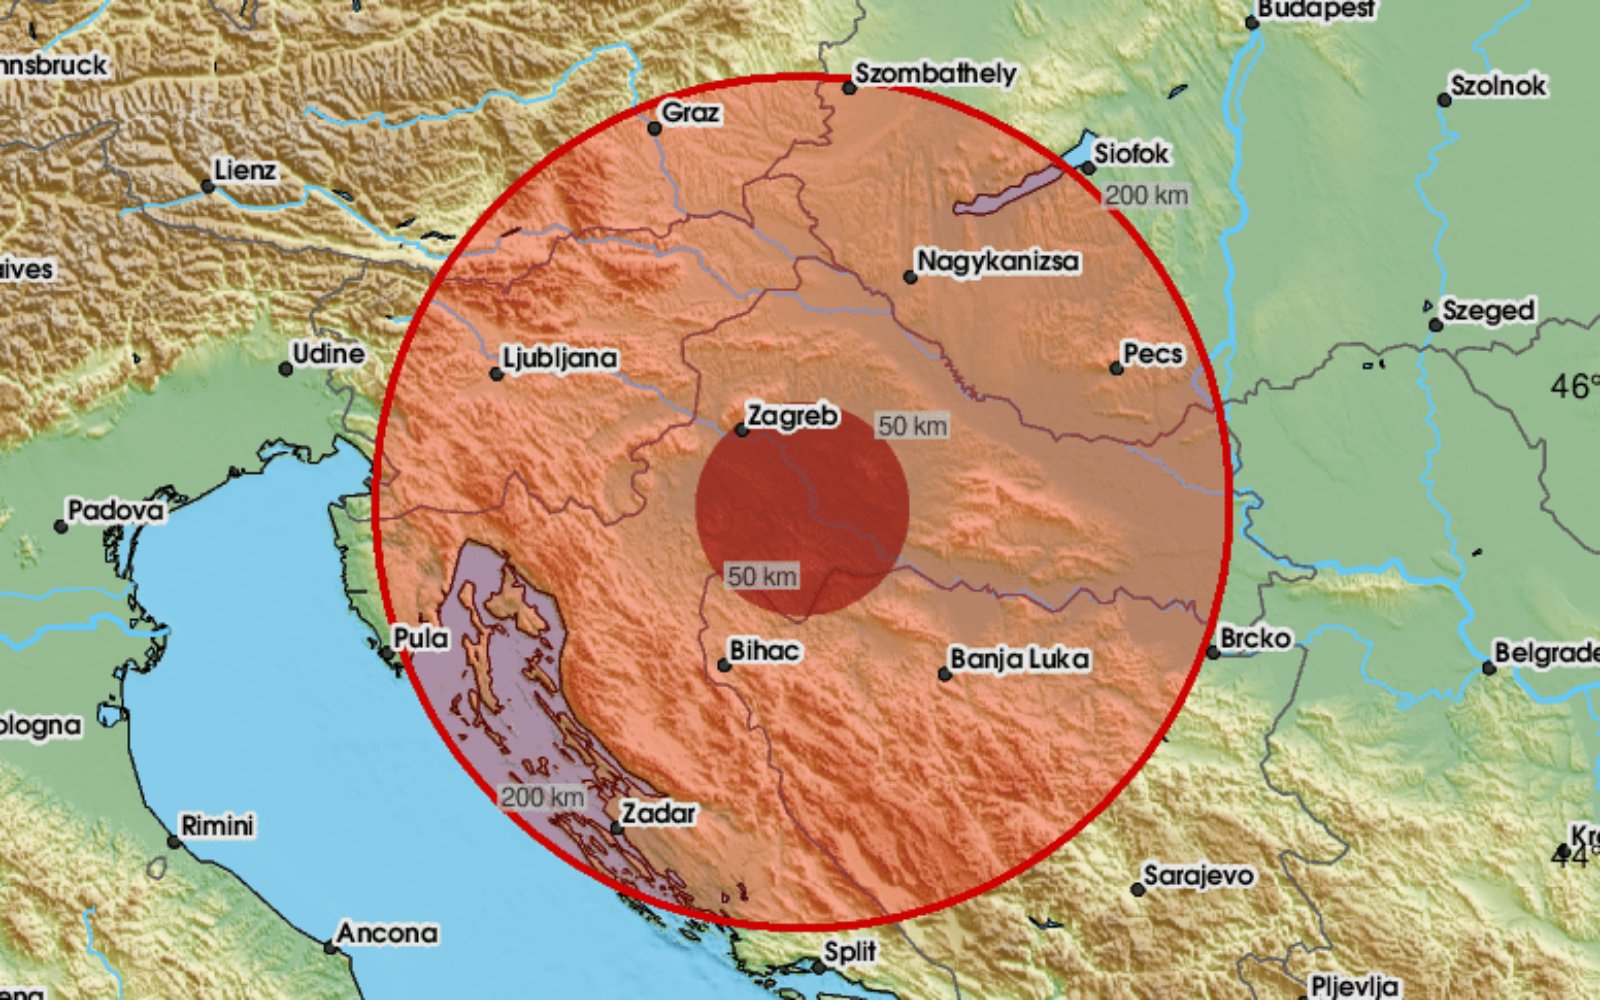 Budapest
nnsbruck
Szombathely
Szolnok
Graz
Siofok
Lienz
200 km
Nagykanizsa
aives
Szeged
Udine
Ljubljana
Pecs
46°
Zagreb
50 km
Padova
50 km
Pula
Bihac
Banja Luka
Brcko
Belgrade
ologna
200 km
Zadar
Rimini
Kr
44°
Sarajevo
Ancona
Split
Pljevlja
ena